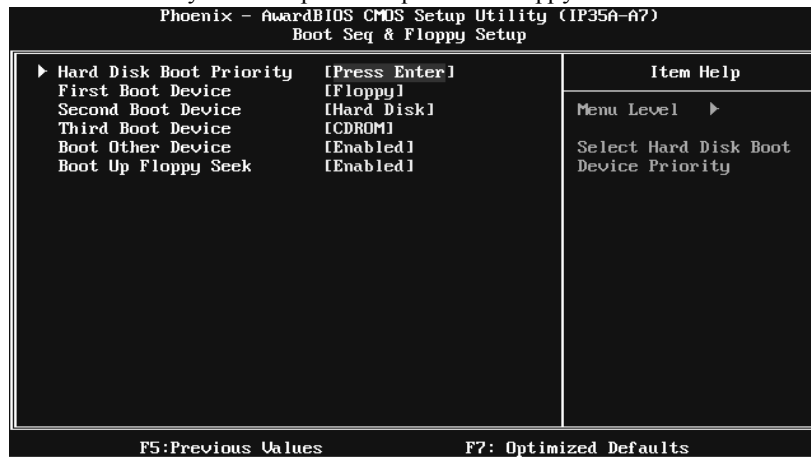 Phoenix - AwardBIOS CMOS Setup Utility (IP35A-A7)
Boot Seq & Floppy Setup
Hard Disk Boot Priority [Press Enter]
First Boot Device [Floppy]
Second Boot Device [Hard Disk]
Third Boot Device [CDROM]
Boot Other Device [Enabled]
Boot Up Floppy Seek [Enabled]
Item Help
Menu Level
Select Hard Disk Boot
Device Priority
F5:Previous Values F7: Optimized Defaults